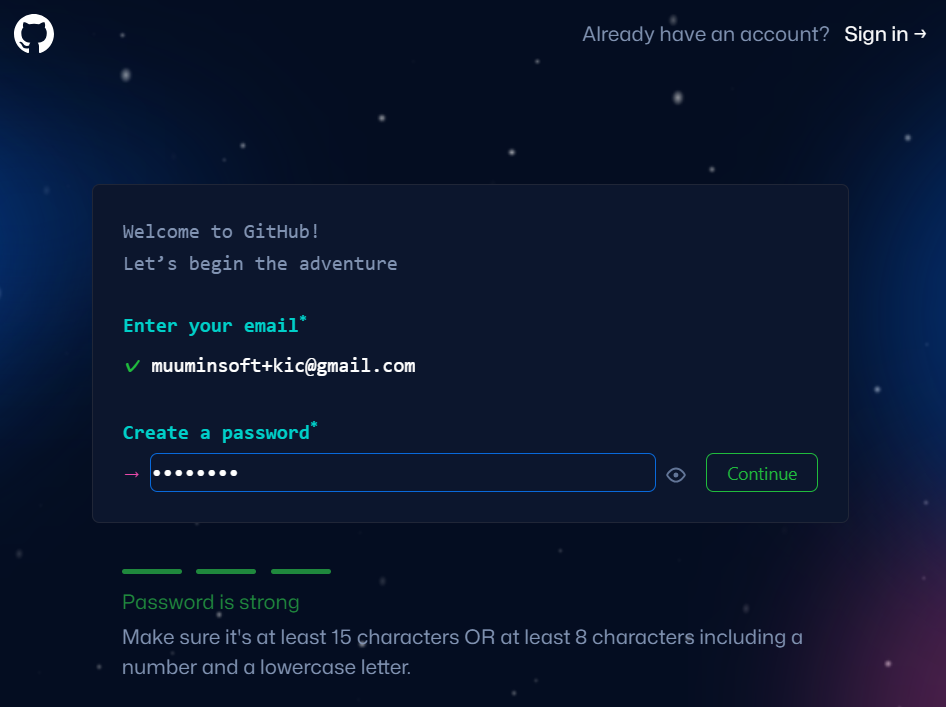 Already have an account? Sign in →
Welcome to GitHub!
Let’s begin the adventure
Enter your email*
✓ muuminsoft+kic@gmail.com
Create a password*
→ •••••••• Continue
Password is strong
Make sure it's at least 15 characters OR at least 8 characters including a
number and a lowercase letter.